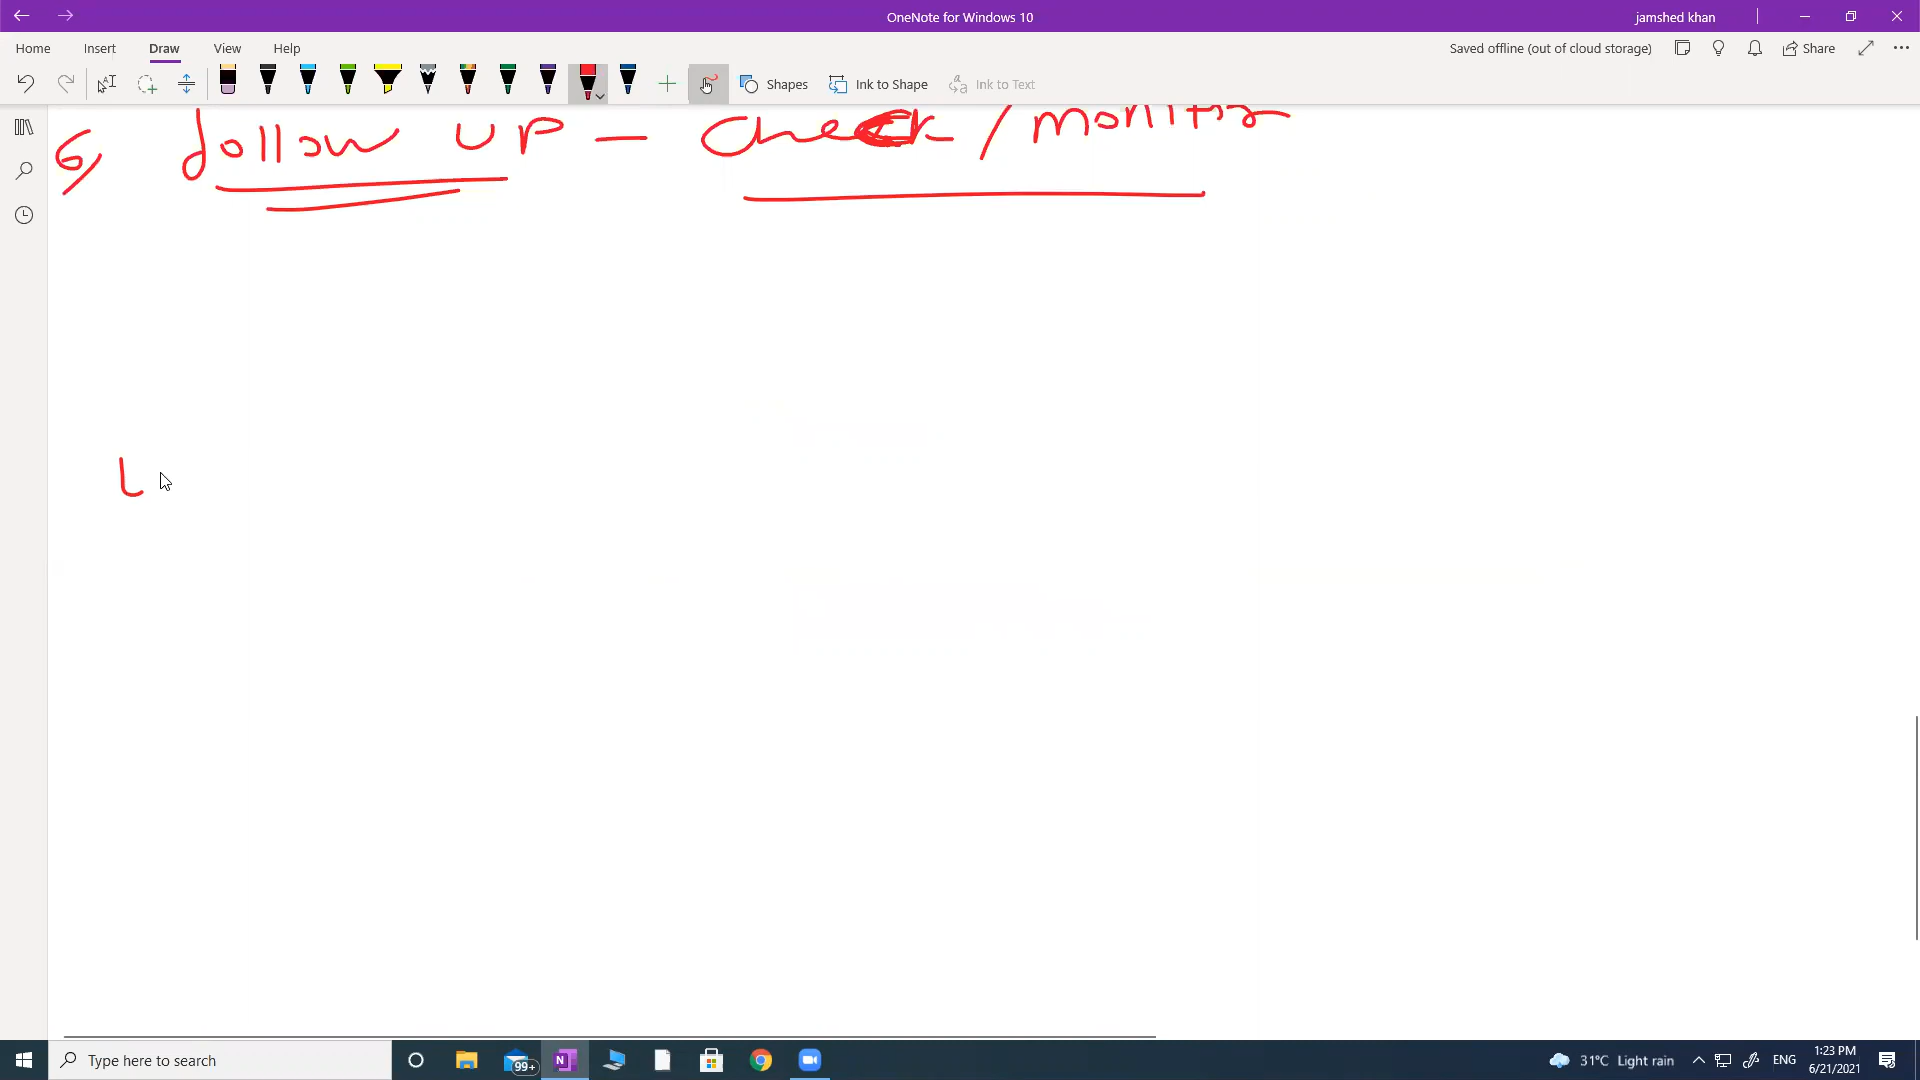 OneNote for Windows 10
jamshed khan
Home Insert Draw View Help
Saved offline (out of cloud storage)
Share
Shapes
Ink to Shape
Ink to Text
6, follow up - Check / monitor
L
Type here to search
99+
N
31°C Light rain
ENG
1:23 PM
6/21/2021